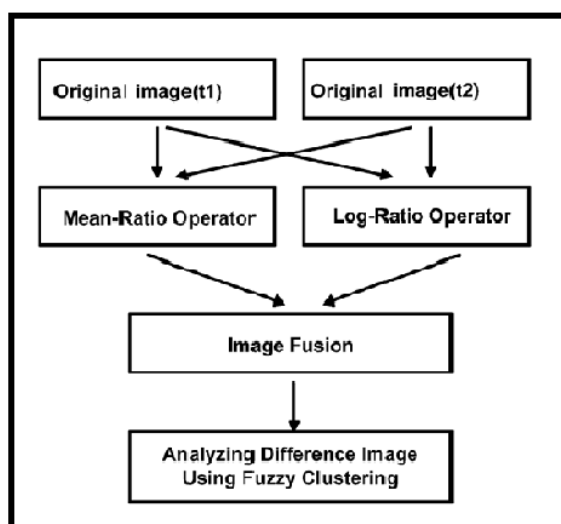 Original image(t1)
Original image(t2)
Mean-Ratio Operator
Log-Ratio Operator
Image Fusion
Analyzing Difference Image
Using Fuzzy Clustering